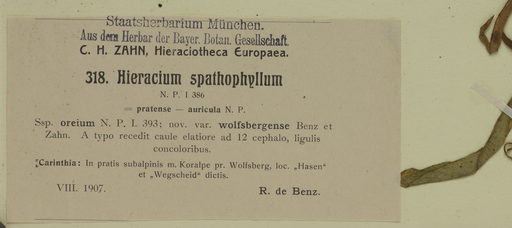 Staatsherbarium München.
Aus dem Herbar der Bayer. Botan. Gesellschaft.
C. H. ZAHN, Hieraciotheca Europaea.
318. Hieracium spathophyllum
N. P. I 386
= pratense — auricula N. P.
Ssp. oreium N. P. I. 393; nov. var. wolfsbergense Benz et
Zahn. A typo recedit caule elatiore ad 12 cephalo, ligulis
concoloribus.
Carinthia: In pratis subalpinis m. Koralpe pr. Wolfsberg, loc. „Hasen"
et „Wegscheid" dictis.
VIII. 1907. R. de Benz.